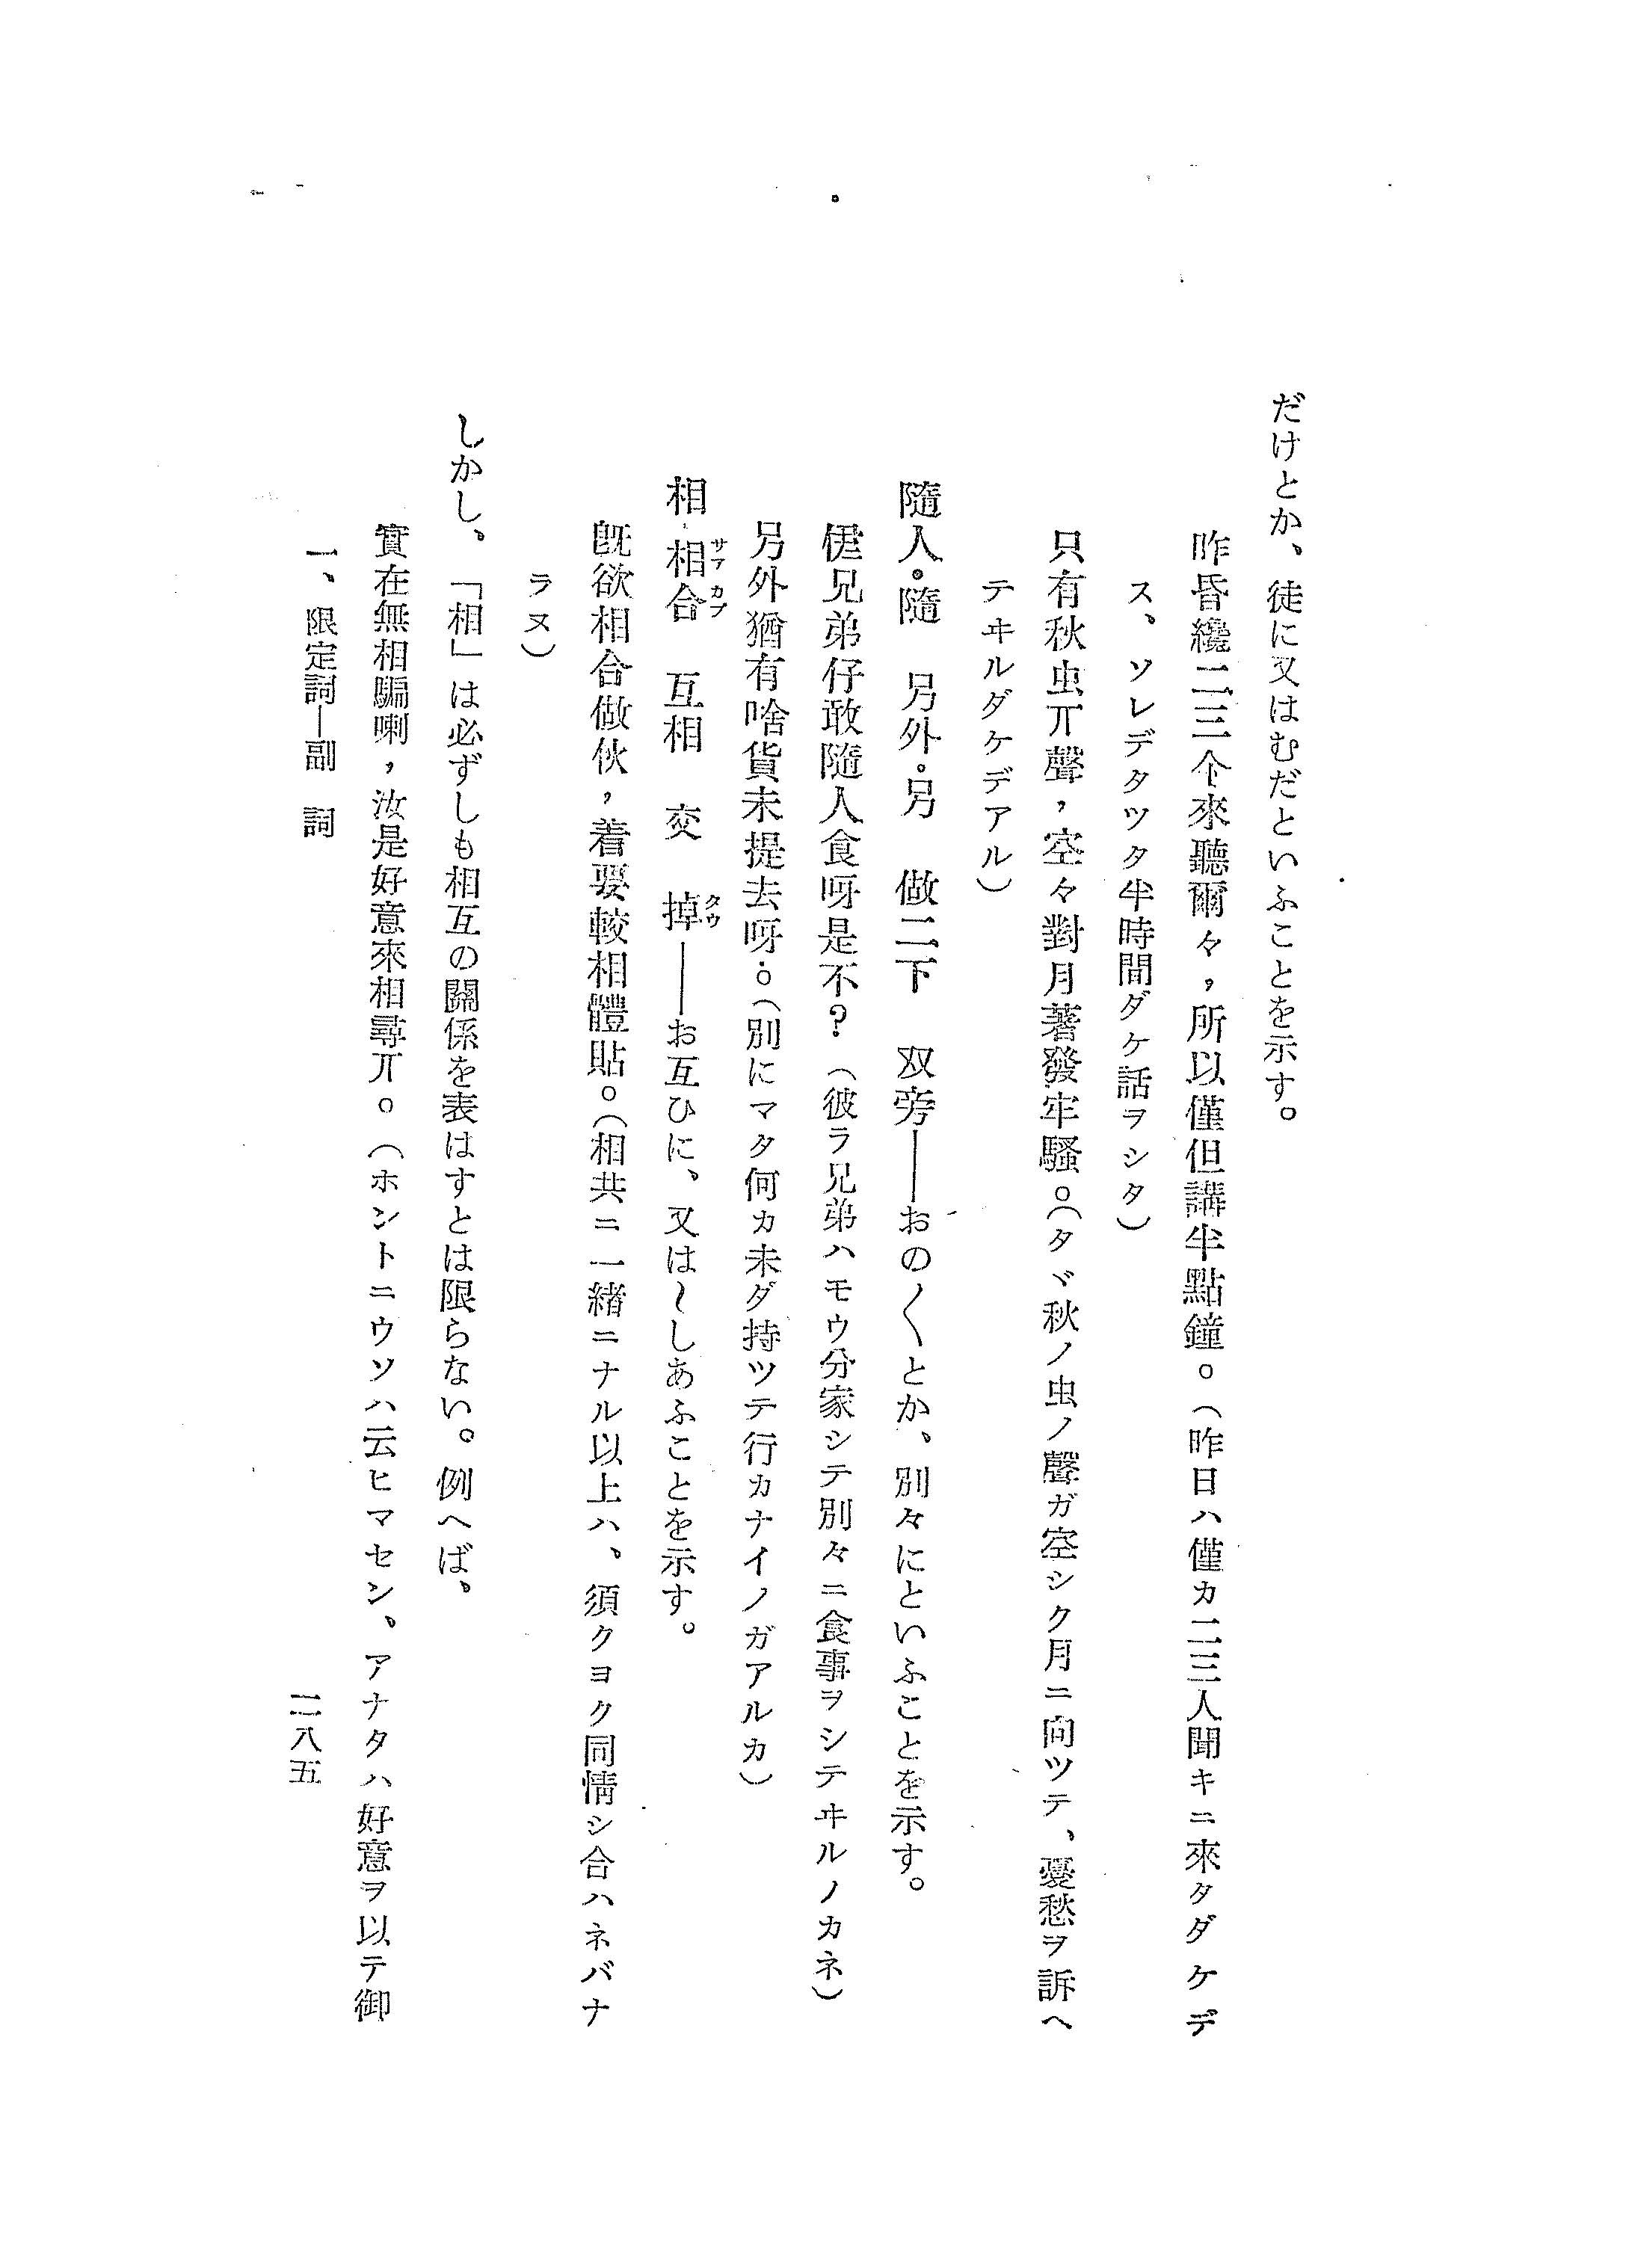 だけとか、徒に又はむだといふことを示す。
昨昏纔二三个來聽爾々，所以僅但講半點鐘。（昨日ハ僅カ二三人聞キニ來タダケデ
ス、ソレデタツタ半時間ダケ話ヲシタ）
只有秋虫丌聲，空々對月著發牢騷。（タヾ秋ノ虫ノ聲ガ空シク月ニ向ツテ、憂愁ヲ訴ヘ
テヰルダケデアル）
隨人。隨　另外。另　做二下　双旁――おの〱とか、別々にといふことを示す。
伊兄弟仔敢隨人食呀是不？（彼ラ兄弟ハモウ分家シテ別々ニ食事ヲシテヰルノカネ）
另外猶有啥貨未提去呀。（別にマタ何カ未ダ持ツテ行カナイノガアルカ）
相·相合　互相　交　掉――お互ひに、又は〜しあふことを示す。
サァカプ
タウ
旣欲相合做伙，着要較相體貼。（相共ニ一緒ニナル以上ハ、須クヨク同情シ合ハネバナ
ラヌ）
しかし、「相」は必ずしも相互の關係を表はすとは限らない。例へば、
實在無相騙喇，汝是好意來相尋丌。（ホントニウソハ云ヒマセン、アナタハ好意ヲ以テ御
一、限定詞―副　詞
二八五